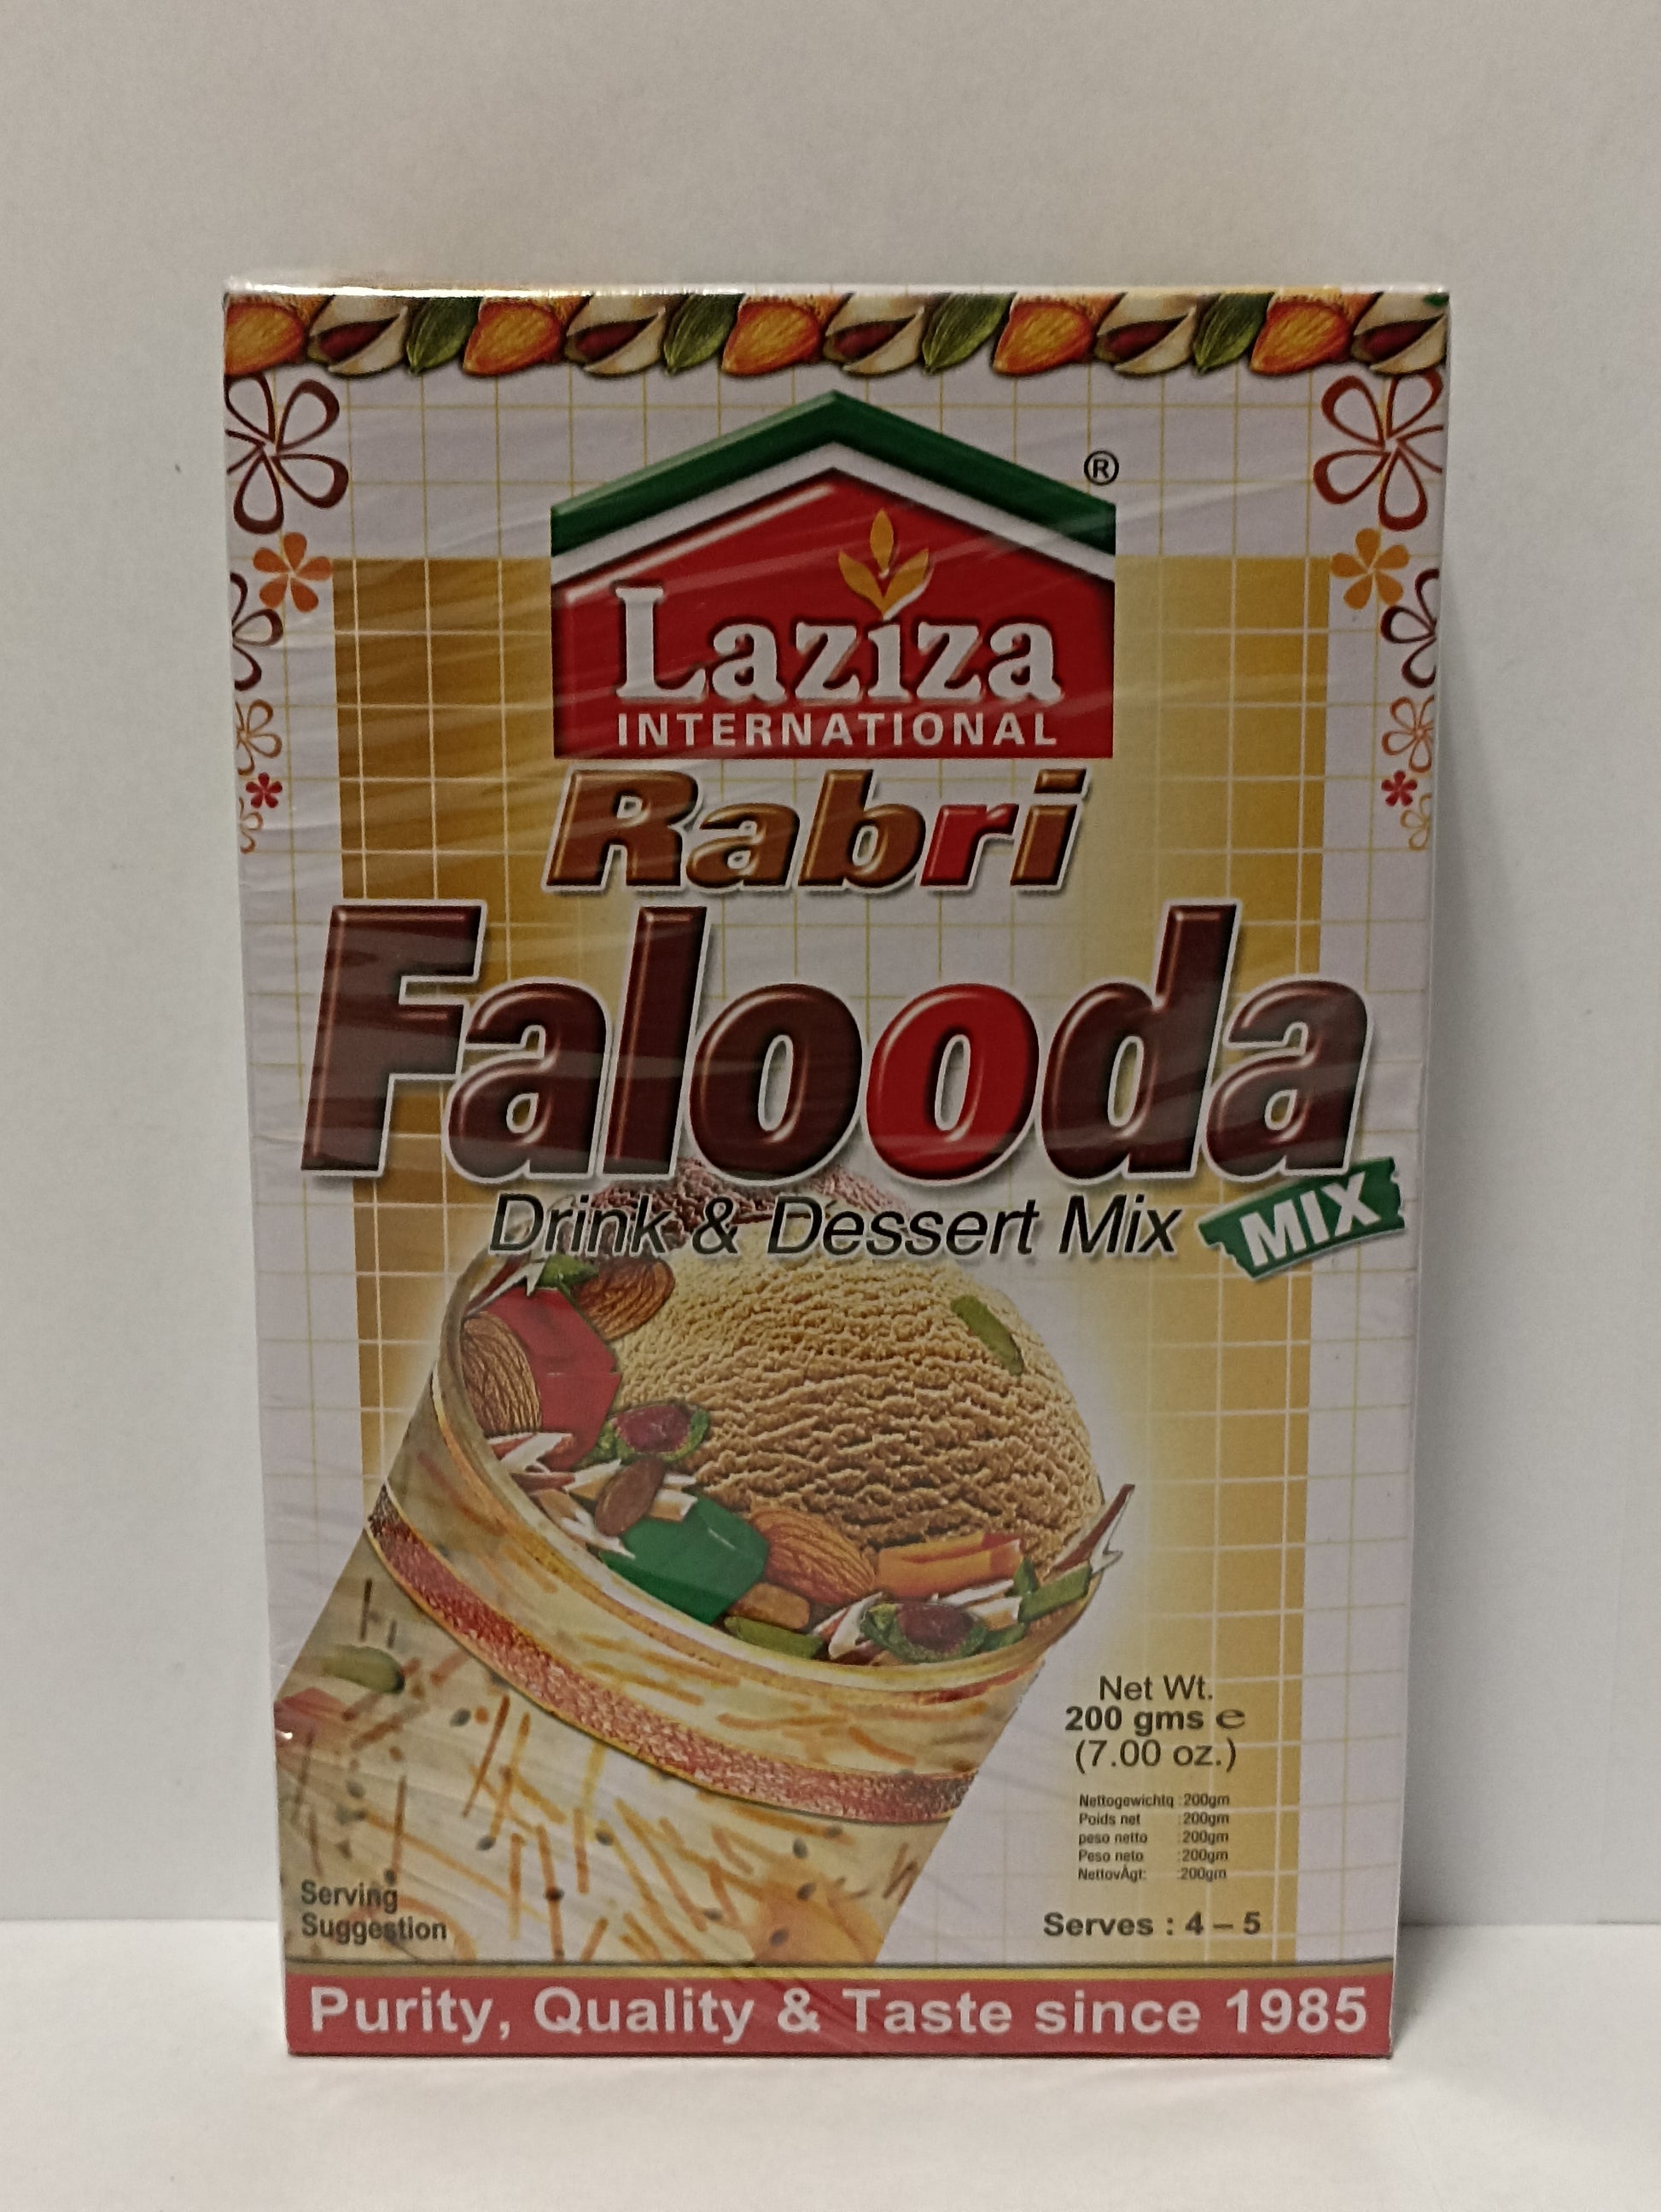 ®
Laziza
INTERNATIONAL
Rabri
Falooda
Drink & Dessert Mix
MIX
Net Wt.
200 gms ℮
(7.00 oz.)
Nettogewichtq :200gm
Poids net :200gm
peso netto :200gm
Peso neto :200gm
NettovÅgt: :200gm
Serving
Suggestion
Serves : 4 – 5
Purity, Quality & Taste since 1985